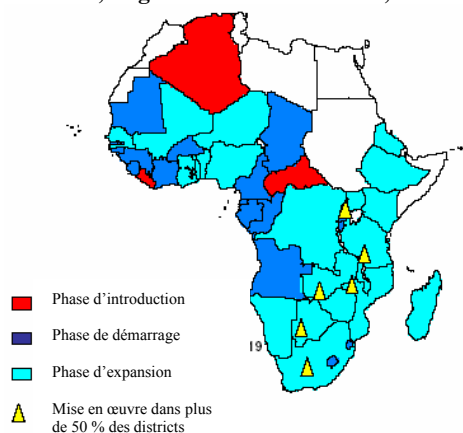 19
Phase d'introduction
Phase de démarrage
Phase d'expansion
Mise en œuvre dans plus
de 50 % des districts